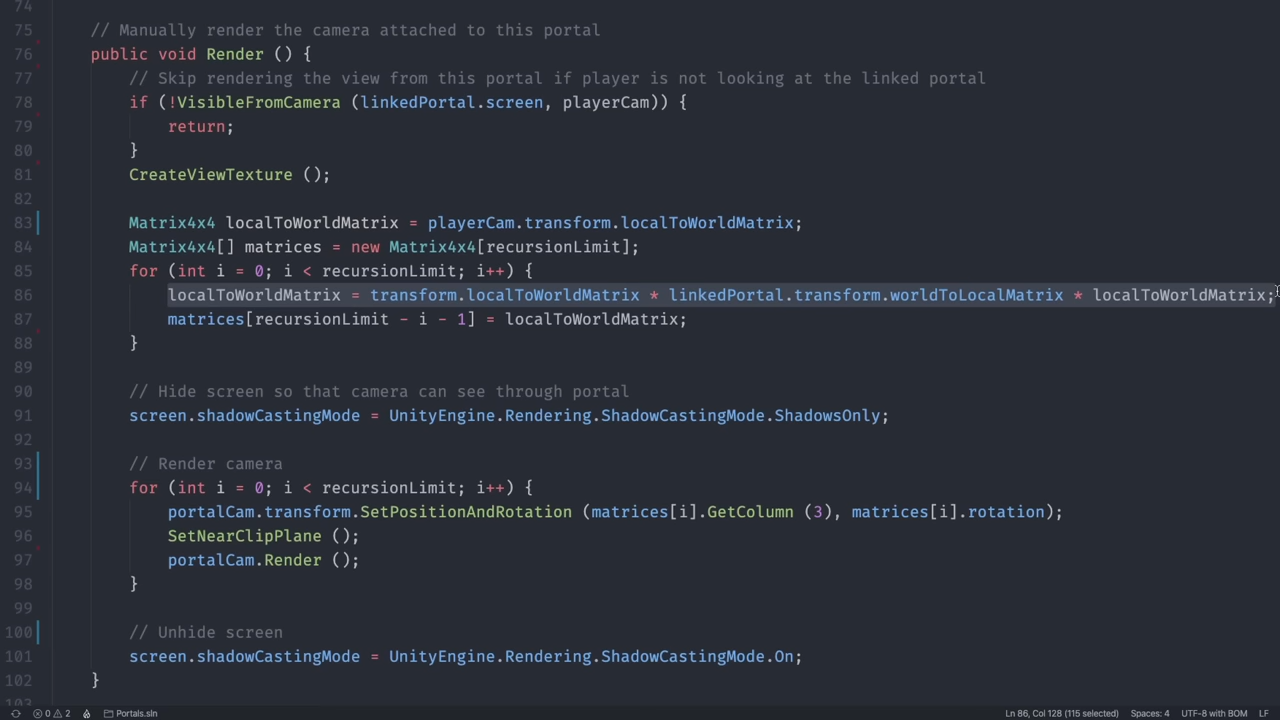 74
75 // Manually render the camera attached to this portal
76 public void Render () {
77 // Skip rendering the view from this portal if player is not looking at the linked portal
78 if (!VisibleFromCamera (linkedPortal.screen, playerCam)) {
79 return;
80 }
81 CreateViewTexture ();
82
83 Matrix4x4 localToWorldMatrix = playerCam.transform.localToWorldMatrix;
84 Matrix4x4[] matrices = new Matrix4x4[recursionLimit];
85 for (int i = 0; i < recursionLimit; i++) {
86 localToWorldMatrix = transform.localToWorldMatrix * linkedPortal.transform.worldToLocalMatrix * localToWorldMatrix;
87 matrices[recursionLimit - i - 1] = localToWorldMatrix;
88 }
89
90 // Hide screen so that camera can see through portal
91 screen.shadowCastingMode = UnityEngine.Rendering.ShadowCastingMode.ShadowsOnly;
92
93 // Render camera
94 for (int i = 0; i < recursionLimit; i++) {
95 portalCam.transform.SetPositionAndRotation (matrices[i].GetColumn (3), matrices[i].rotation);
96 SetNearClipPlane ();
97 portalCam.Render ();
98 }
99
100 // Unhide screen
101 screen.shadowCastingMode = UnityEngine.Rendering.ShadowCastingMode.On;
102 }
103
0 2 Portals.sln Ln 86, Col 128 (115 selected) Spaces: 4 UTF-8 with BOM LF